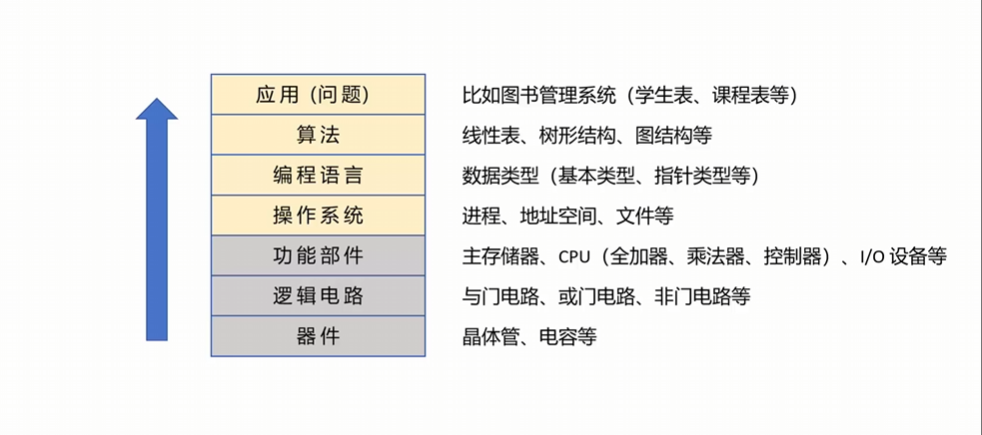 应用 (问题) 比如图书管理系统（学生表、课程表等）
算法 线性表、树形结构、图结构等
编程语言 数据类型（基本类型、指针类型等）
操作系统 进程、地址空间、文件等
功能部件 主存储器、CPU（全加器、乘法器、控制器）、I/O 设备等
逻辑电路 与门电路、或门电路、非门电路等
器件 晶体管、电容等